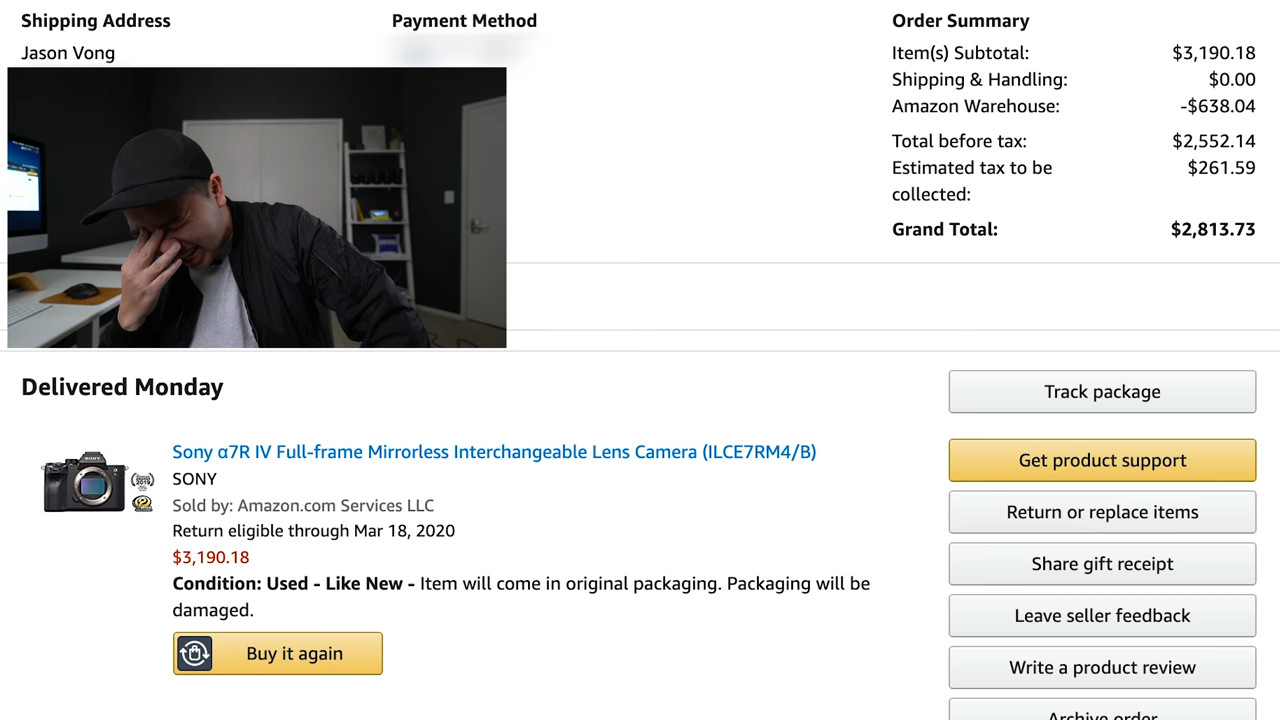 Shipping Address
Payment Method
Order Summary
Jason Vong
Item(s) Subtotal: $3,190.18
Shipping & Handling: $0.00
Amazon Warehouse: -$638.04
Total before tax: $2,552.14
Estimated tax to be $261.59
collected:
Grand Total: $2,813.73
Delivered Monday
Track package
Sony α7R IV Full-frame Mirrorless Interchangeable Lens Camera (ILCE7RM4/B)
SONY
Sold by: Amazon.com Services LLC
Return eligible through Mar 18, 2020
$3,190.18
Condition: Used - Like New - Item will come in original packaging. Packaging will be
damaged.
Buy it again
Get product support
Return or replace items
Share gift receipt
Leave seller feedback
Write a product review
Archive order